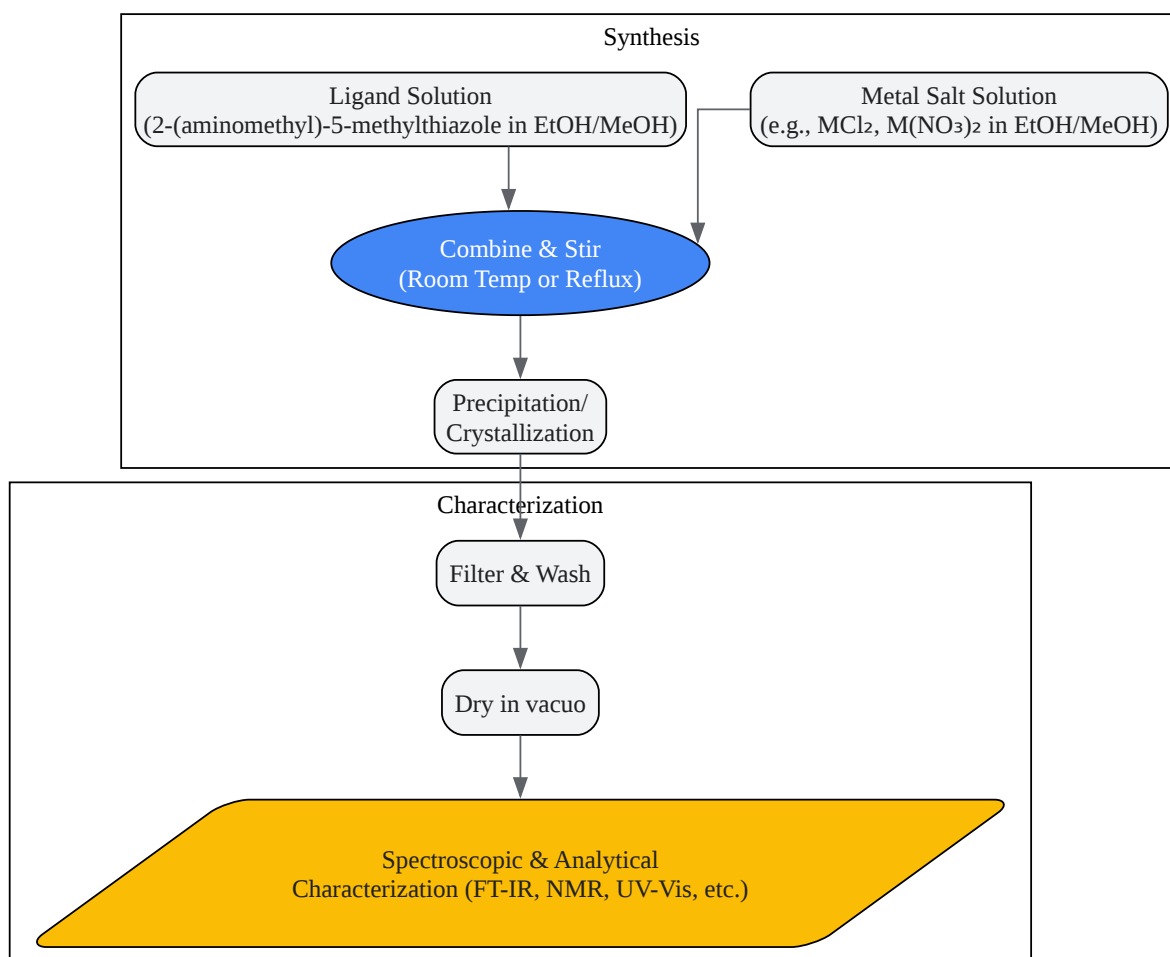 Synthesis
Ligand Solution
(2-(aminomethyl)-5-methylthiazole in EtOH/MeOH)
Metal Salt Solution
(e.g., MCl₂, M(NO₃)₂ in EtOH/MeOH)
Combine & Stir
(Room Temp or Reflux)
Precipitation/
Crystallization
Characterization
Filter & Wash
Dry in vacuo
Spectroscopic & Analytical
Characterization (FT-IR, NMR, UV-Vis, etc.)